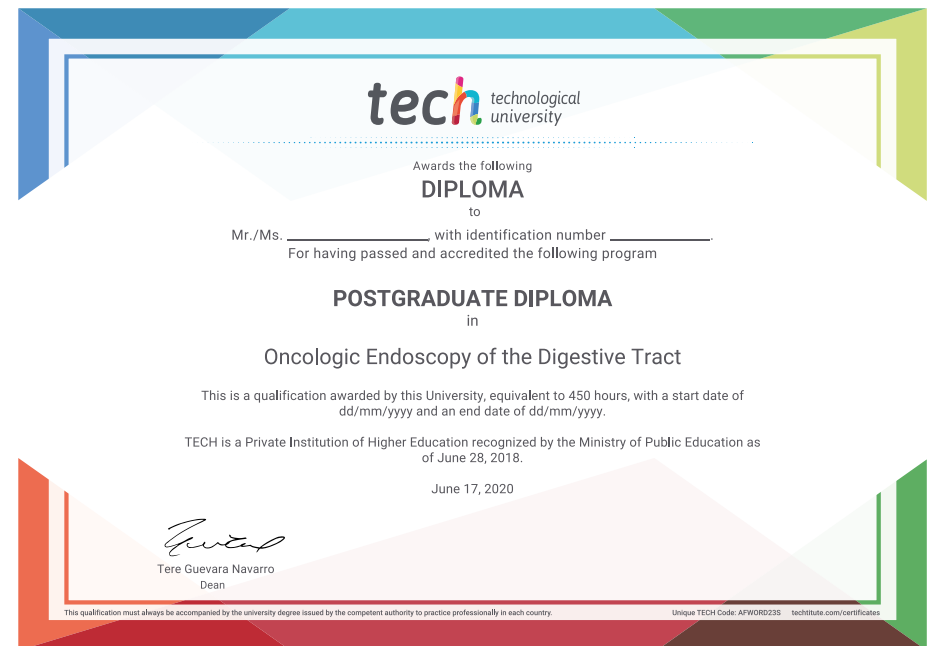 tech technological
university
Awards the following
DIPLOMA
to
Mr./Ms. ____________, with identification number ____________.
For having passed and accredited the following program
POSTGRADUATE DIPLOMA
in
Oncologic Endoscopy of the Digestive Tract
This is a qualification awarded by this University, equivalent to 450 hours, with a start date of
dd/mm/yyyy and an end date of dd/mm/yyyy.
TECH is a Private Institution of Higher Education recognized by the Ministry of Public Education as
of June 28, 2018.
June 17, 2020
Tere Guevara Navarro
Dean
This qualification must always be accompanied by the university degree issued by the competent authority to practice professionally in each country.
Unique TECH Code: AFWORD23S techtitute.com/certificates